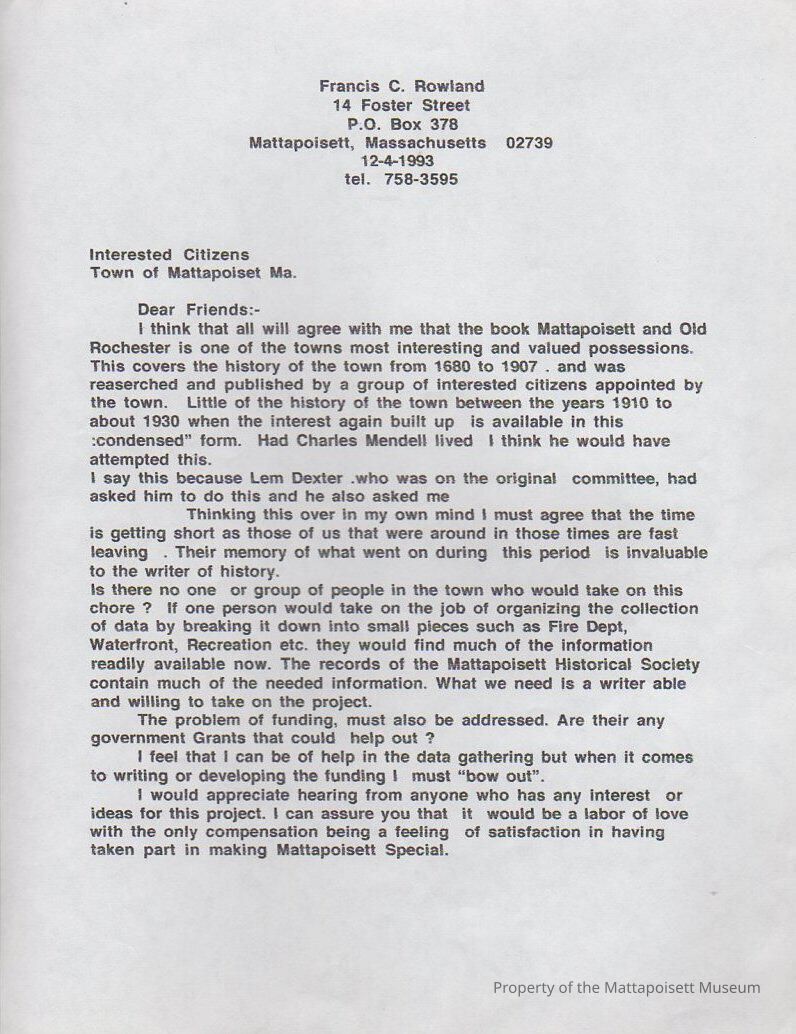 Francis C. Rowland
14 Foster Street
P.O. Box 378
Mattapoisett, Massachusetts 02739
12-4-1993
tel. 758-3595
Interested Citizens
Town of Mattapoiset Ma.
Dear Friends:-
I think that all will agree with me that the book Mattapoisett and Old
Rochester is one of the towns most interesting and valued possessions.
This covers the history of the town from 1680 to 1907 . and was
reaserched and published by a group of interested citizens appointed by
the town. Little of the history of the town between the years 1910 to
about 1930 when the interest again built up is available in this
:condensed" form. Had Charles Mendell lived I think he would have
attempted this.
I say this because Lem Dexter .who was on the original committee, had
asked him to do this and he also asked me
Thinking this over in my own mind I must agree that the time
is getting short as those of us that were around in those times are fast
leaving . Their memory of what went on during this period is invaluable
to the writer of history.
Is there no one or group of people in the town who would take on this
chore ? If one person would take on the job of organizing the collection
of data by breaking it down into small pieces such as Fire Dept,
Waterfront, Recreation etc. they would find much of the information
readily available now. The records of the Mattapoisett Historical Society
contain much of the needed information. What we need is a writer able
and willing to take on the project.
The problem of funding, must also be addressed. Are their any
government Grants that could help out ?
I feel that I can be of help in the data gathering but when it comes
to writing or developing the funding I must "bow out".
I would appreciate hearing from anyone who has any interest or
ideas for this project. I can assure you that it would be a labor of love
with the only compensation being a feeling of satisfaction in having
taken part in making Mattapoisett Special.
Property of the Mattapoisett Museum